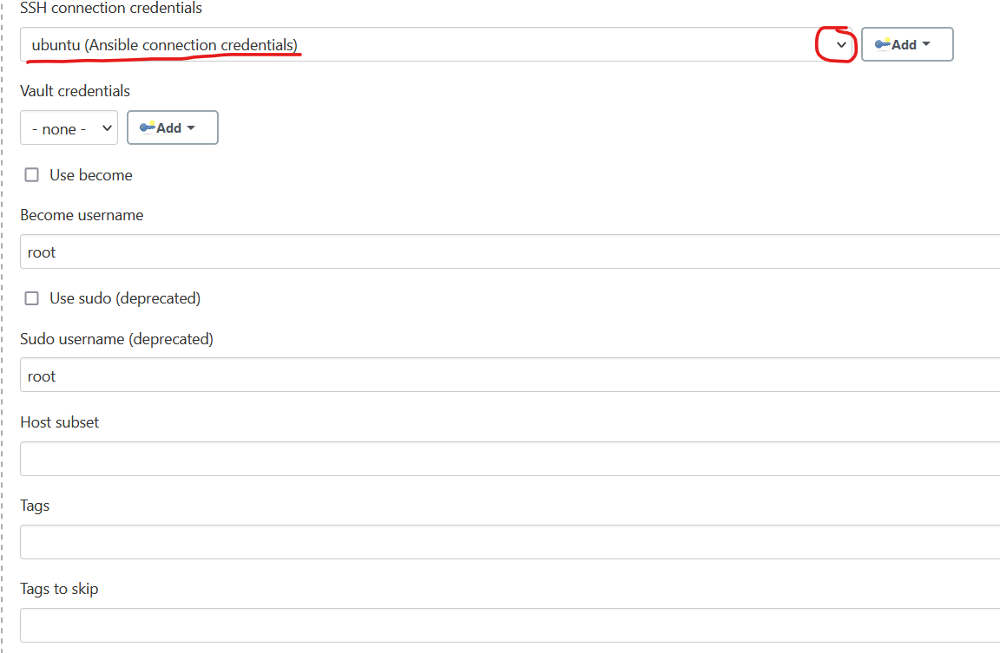 SSH connection credentials
ubuntu (Ansible connection credentials)
Add
Vault credentials
- none -
Add
Use become
Become username
root
Use sudo (deprecated)
Sudo username (deprecated)
root
Host subset
Tags
Tags to skip